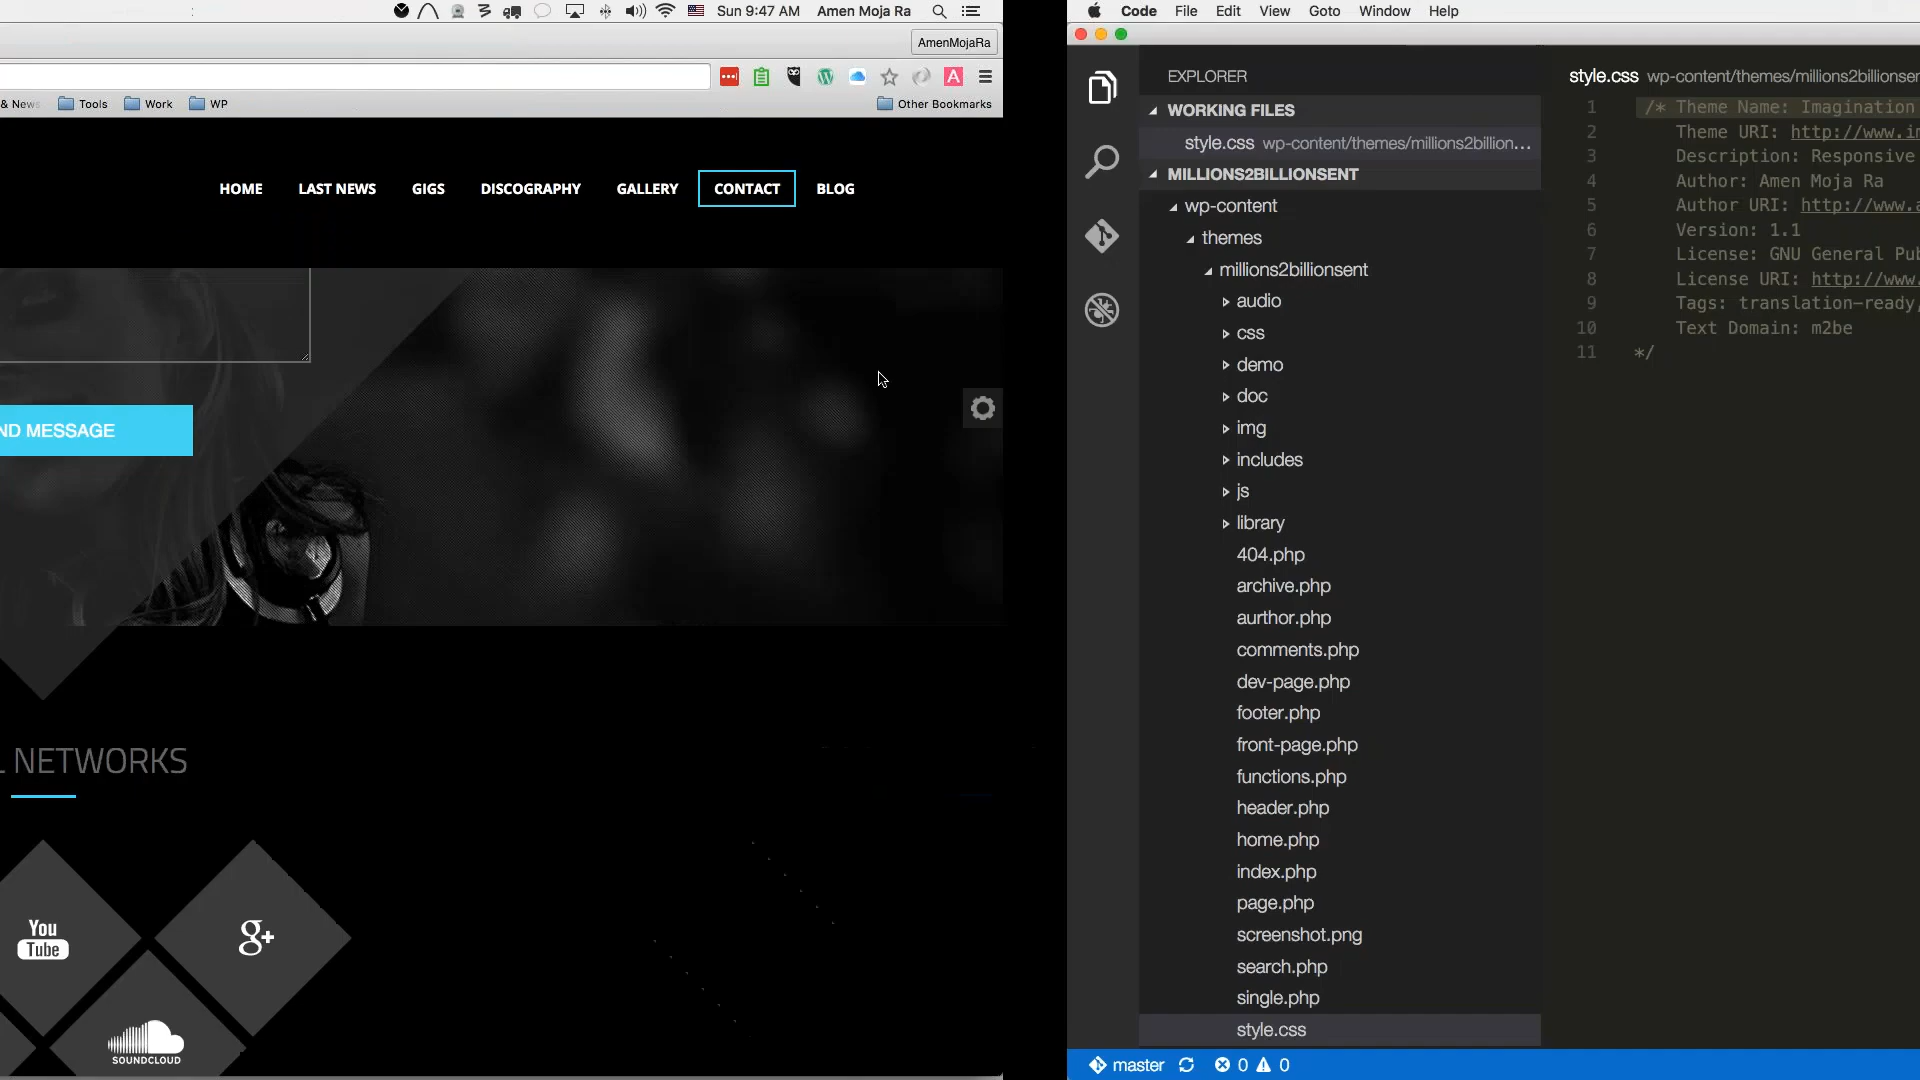 Sun 9:47 AM Amen Moja Ra
AmenMojaRa
& News Tools Work WP Other Bookmarks
HOME LAST NEWS GIGS DISCOGRAPHY GALLERY CONTACT BLOG
ND MESSAGE
NETWORKS
You
Tube
g+
SOUNDCLOUD
Code File Edit View Goto Window Help
EXPLORER
WORKING FILES
style.css wp-content/themes/millions2billion...
MILLIONS2BILLIONSENT
wp-content
themes
millions2billionsent
audio
css
demo
doc
img
includes
js
library
404.php
archive.php
aurthor.php
comments.php
dev-page.php
footer.php
front-page.php
functions.php
header.php
home.php
index.php
page.php
screenshot.png
search.php
single.php
style.css
master 0 0
style.css wp-content/themes/millions2billionsen
1 /* Theme Name: Imagination
2 Theme URI: http://www.i
3 Description: Responsive
4 Author: Amen Moja Ra
5 Author URI: http://www.a
6 Version: 1.1
7 License: GNU General Pub
8 License URI: http://www.
9 Tags: translation-ready,
10 Text Domain: m2be
11 */